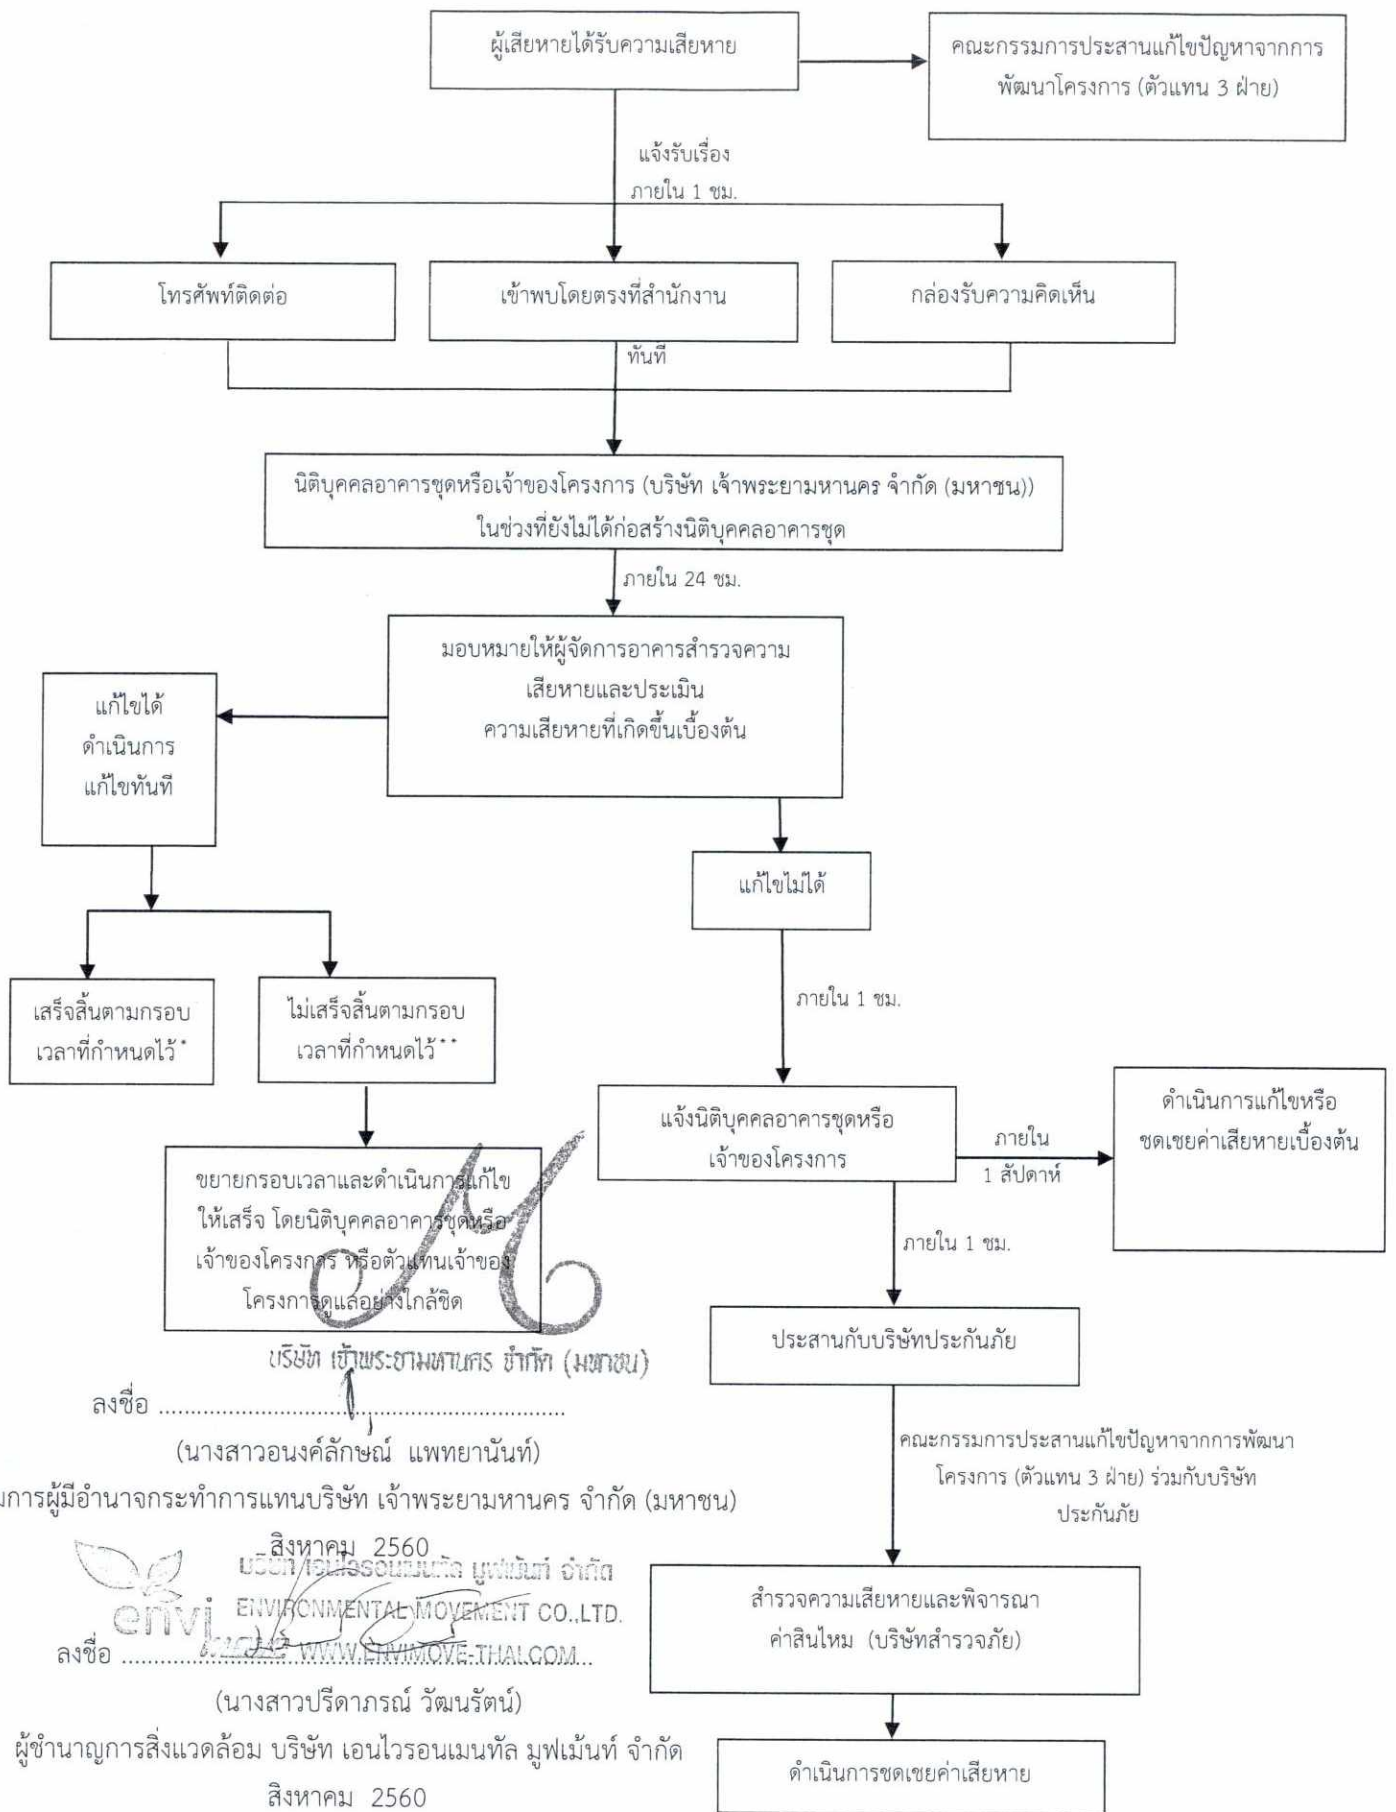 ผู้เสียหายได้รับความเสียหาย
คณะกรรมการประสานแก้ไขปัญหาจากการ
พัฒนาโครงการ (ตัวแทน 3 ฝ่าย)
แจ้งรับเรื่อง
ภายใน 1 ชม.
โทรศัพท์ติดต่อ
เข้าพบโดยตรงที่สำนักงาน
กล่องรับความคิดเห็น
ทันที
นิติบุคคลอาคารชุดหรือเจ้าของโครงการ (บริษัท เจ้าพระยามหานคร จำกัด (มหาชน))
ในช่วงที่ยังไม่ได้ก่อสร้างนิติบุคคลอาคารชุด
ภายใน 24 ชม.
มอบหมายให้ผู้จัดการอาคารสำรวจความ
เสียหายและประเมิน
ความเสียหายที่เกิดขึ้นเบื้องต้น
แก้ไขได้
ดำเนินการ
แก้ไขทันที
แก้ไขไม่ได้
เสร็จสิ้นตามกรอบ
เวลาที่กำหนดไว้*
ไม่เสร็จสิ้นตามกรอบ
เวลาที่กำหนดไว้**
ภายใน 1 ชม.
แจ้งนิติบุคคลอาคารชุดหรือ
เจ้าของโครงการ
ภายใน
1 สัปดาห์
ดำเนินการแก้ไขหรือ
ชดเชยค่าเสียหายเบื้องต้น
ขยายกรอบเวลาและดำเนินการแก้ไข
ให้เสร็จ โดยนิติบุคคลอาคารชุดหรือ
เจ้าของโครงการ หรือตัวแทนเจ้าของ
โครงการดูแลอย่างใกล้ชิด
ภายใน 1 ชม.
ประสานกับบริษัทประกันภัย
บริษัท เจ้าพระยามหานคร จำกัด (มหาชน)
ลงชื่อ ............................................................
(นางสาวอนงค์ลักษณ์ แพทยานันท์)
มการผู้มีอำนาจกระทำการแทนบริษัท เจ้าพระยามหานคร จำกัด (มหาชน)
สิงหาคม 2560
คณะกรรมการประสานแก้ไขปัญหาจากการพัฒนา
โครงการ (ตัวแทน 3 ฝ่าย) ร่วมกับบริษัท
ประกันภัย
บริษัท เอนไวรอนเมนทัล มูฟเม้นท์ จำกัด
envi
ENVIRONMENTAL MOVEMENT CO.,LTD.
WWW.ENVIMOVE-THAI.COM
ลงชื่อ ............................................................
(นางสาวปรีดาภรณ์ วัฒนรัตน์)
ผู้ชำนาญการสิ่งแวดล้อม บริษัท เอนไวรอนเมนทัล มูฟเม้นท์ จำกัด
สิงหาคม 2560
สำรวจความเสียหายและพิจารณา
ค่าสินไหม (บริษัทสำรวจภัย)
ดำเนินการชดเชยค่าเสียหาย